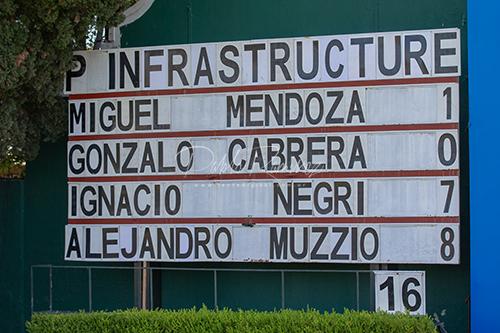 P INFRASTRUCTURE
MIGUEL MENDOZA 1
GONZALO CABRERA 0
IGNACIO NEGRI 7
ALEJANDRO MUZZIO 8
16